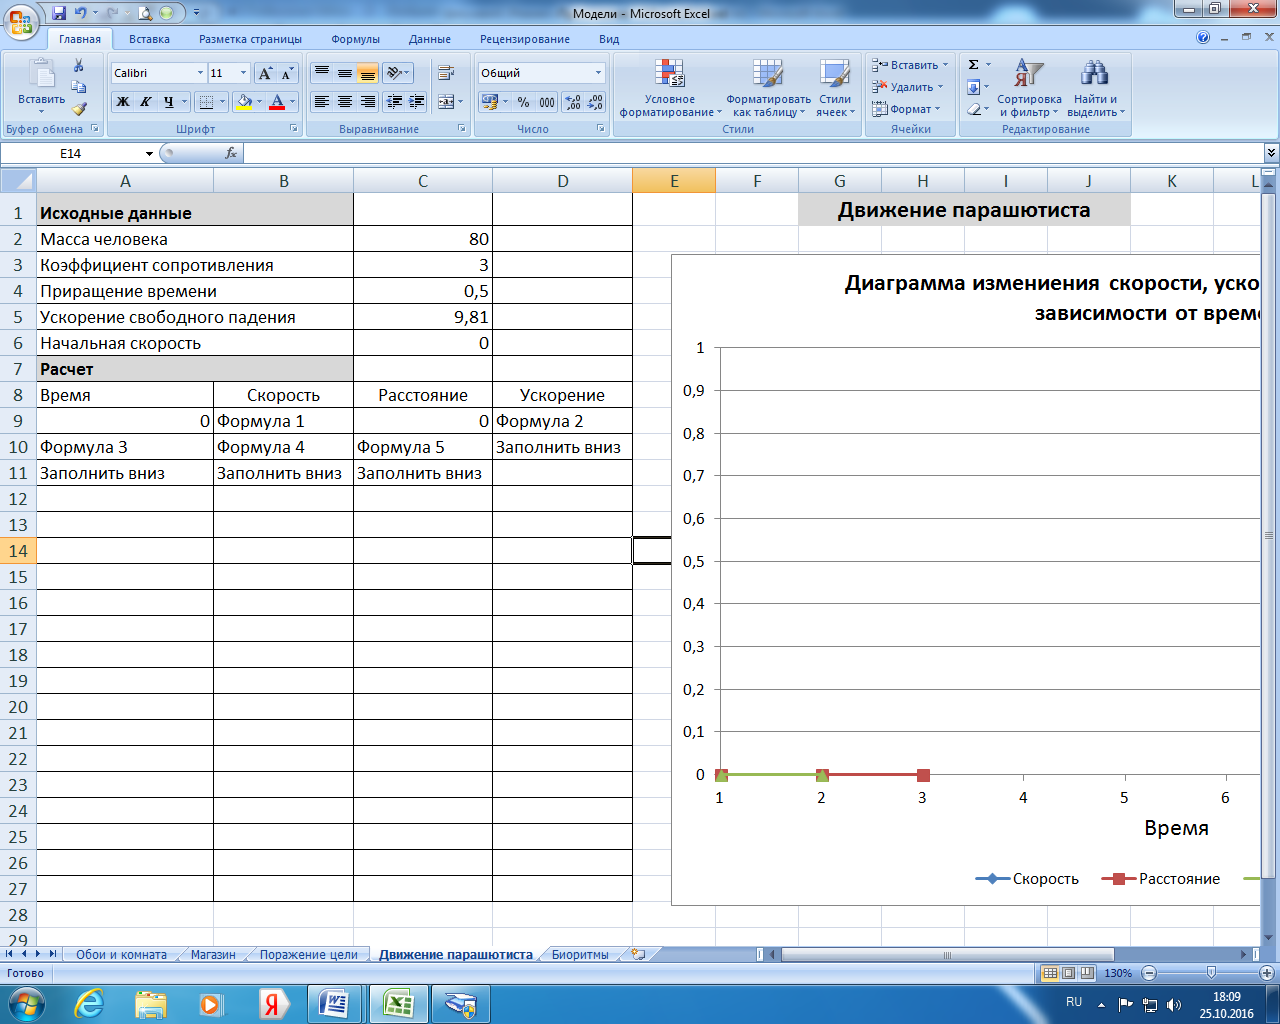 Модели - Microsoft Excel
Главная Вставка Разметка страницы Формулы Данные Рецензирование Вид
Вставить
Calibri 11
Ж К Ч
Общий
% 000
Условное форматирование
Форматировать как таблицу
Стили ячеек
Вставить
Удалить
Формат
Σ
Сортировка и фильтр
Найти и выделить
Буфер обмена Шрифт Выравнивание Число Стили Ячейки Редактирование
E14 fx
A B C D E F G H I J K L
1 Исходные данные Движение парашютиста
2 Масса человека 80
3 Коэффициент сопротивления 3
4 Приращение времени 0,5
5 Ускорение свободного падения 9,81
6 Начальная скорость 0
7 Расчет
8 Время Скорость Расстояние Ускорение
9 0 Формула 1 0 Формула 2
10 Формула 3 Формула 4 Формула 5 Заполнить вниз
11 Заполнить вниз Заполнить вниз Заполнить вниз
12
13
14
15
16
17
18
19
20
21
22
23
24
25
26
27
28
29
Диаграмма измениения скорости, уско
зависимости от време
1
0,9
0,8
0,7
0,6
0,5
0,4
0,3
0,2
0,1
0
1 2 3 4 5 6
Время
Скорость Расстояние
Обои и комната Магазин Поражение цели Движение парашютиста Биоритмы
Готово 130%
RU 18:09
25.10.2016